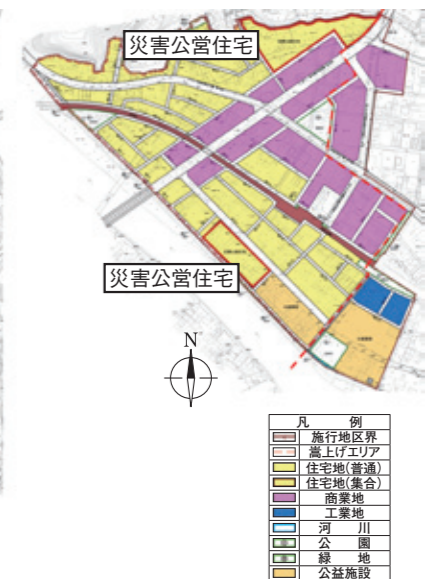 災害公営住宅
災害公営住宅
N
凡 例
施行地区界
嵩上げエリア
住宅地(普通)
住宅地(集合)
商業地
工業地
河 川
公 園
緑 地
公益施設